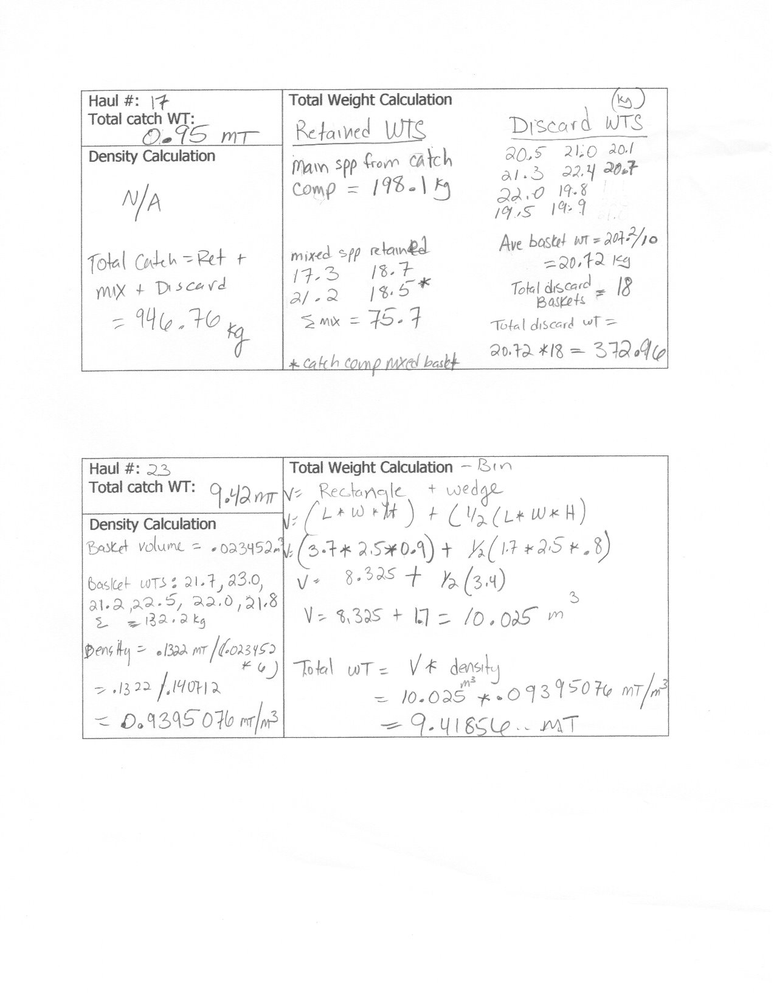 Haul #: 17
Total catch WT:
0.95 MT
Density Calculation
N/A
Total Catch = Ret +
mix + Discard
= 946.76 kg
Total Weight Calculation
(kg)
Retained WTS
main spp from catch
comp = 198.1 kg
mixed spp retained
17.3 18.7
21.2 18.5*
Σ mix = 75.7
* catch comp mixed baskt
Discard WTS
20.5 21.0 20.1
21.3 22.4 20.7
22.0 19.8
19.5 19.9
Ave basket WT = 207.2/10
= 20.72 kg
Total discard
Baskets = 18
Total discard wt =
20.72 * 18 = 372.96
Haul #: 23
Total catch WT: 9.42 MT
Density Calculation
Basket volume = .023452m³
Basket WTS: 21.7, 23.0,
21.2, 22.5, 22.0, 21.8
Σ = 132.2 kg
Density = .1322 MT/(.023452
* 6)
= .1322 / .140712
= 0.9395076 MT/m³
Total Weight Calculation - Bin
V= Rectangle + wedge
V= (L * W * H) + (1/2 (L * W * H)
V= (3.7 * 2.5 * 0.9) + 1/2 (1.7 * 2.5 * .8)
V= 8.325 + 1/2 (3.4)
V= 8.325 + 1.7 = 10.025 m³
Total WT = V * density
= 10.025 m³ * .09395076 MT/m³
= 9.41856.. MT